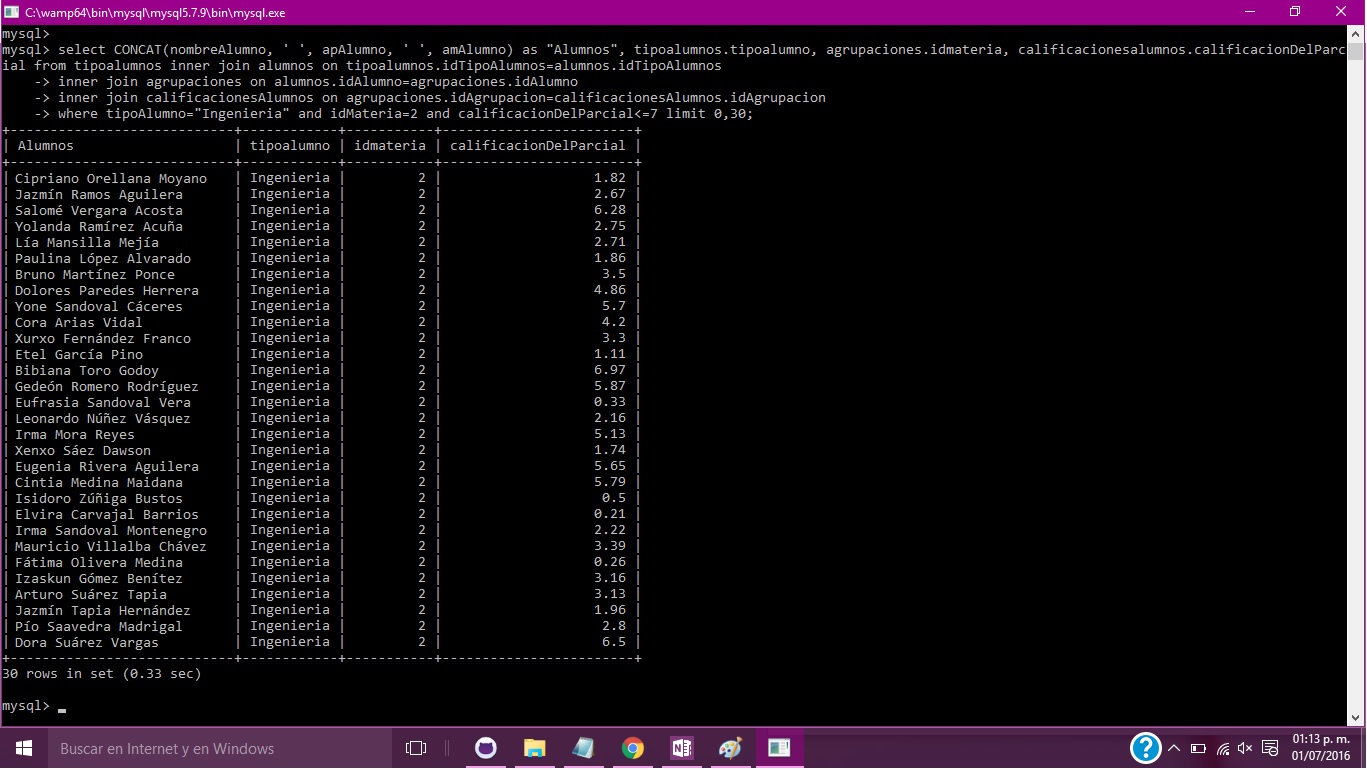 C:\wamp64\bin\mysql\mysql5.7.9\bin\mysql.exe
mysql>
mysql> select CONCAT(nombreAlumno, ' ', apAlumno, ' ', amAlumno) as "Alumnos", tipoalumnos.tipoalumno, agrupaciones.idmateria, calificacionesalumnos.calificacionDelParc
ial from tipoalumnos inner join alumnos on tipoalumnos.idTipoAlumnos=alumnos.idTipoAlumnos
    -> inner join agrupaciones on alumnos.idAlumno=agrupaciones.idAlumno
    -> inner join calificacionesAlumnos on agrupaciones.idAgrupacion=calificacionesAlumnos.idAgrupacion
    -> where tipoAlumno="Ingenieria" and idMateria=2 and calificacionDelParcial<=7 limit 0,30;
+----------------------------+------------+-----------+------------------------+
| Alumnos | tipoalumno | idmateria | calificacionDelParcial |
+----------------------------+------------+-----------+------------------------+
| Cipriano Orellana Moyano | Ingenieria | 2 | 1.82 |
| Jazmín Ramos Aguilera | Ingenieria | 2 | 2.67 |
| Salomé Vergara Acosta | Ingenieria | 2 | 6.28 |
| Yolanda Ramírez Acuña | Ingenieria | 2 | 2.75 |
| Lía Mansilla Mejía | Ingenieria | 2 | 2.71 |
| Paulina López Alvarado | Ingenieria | 2 | 1.86 |
| Bruno Martínez Ponce | Ingenieria | 2 | 3.5 |
| Dolores Paredes Herrera | Ingenieria | 2 | 4.86 |
| Yone Sandoval Cáceres | Ingenieria | 2 | 5.7 |
| Cora Arias Vidal | Ingenieria | 2 | 4.2 |
| Xurxo Fernández Franco | Ingenieria | 2 | 3.3 |
| Etel García Pino | Ingenieria | 2 | 1.11 |
| Bibiana Toro Godoy | Ingenieria | 2 | 6.97 |
| Gedeón Romero Rodríguez | Ingenieria | 2 | 5.87 |
| Eufrasia Sandoval Vera | Ingenieria | 2 | 0.33 |
| Leonardo Núñez Vásquez | Ingenieria | 2 | 2.16 |
| Irma Mora Reyes | Ingenieria | 2 | 5.13 |
| Xenxo Sáez Dawson | Ingenieria | 2 | 1.74 |
| Eugenia Rivera Aguilera | Ingenieria | 2 | 5.65 |
| Cintia Medina Maidana | Ingenieria | 2 | 5.79 |
| Isidoro Zúñiga Bustos | Ingenieria | 2 | 0.5 |
| Elvira Carvajal Barrios | Ingenieria | 2 | 0.21 |
| Irma Sandoval Montenegro | Ingenieria | 2 | 2.22 |
| Mauricio Villalba Chávez | Ingenieria | 2 | 3.39 |
| Fátima Olivera Medina | Ingenieria | 2 | 0.26 |
| Izaskun Gómez Benítez | Ingenieria | 2 | 3.16 |
| Arturo Suárez Tapia | Ingenieria | 2 | 3.13 |
| Jazmín Tapia Hernández | Ingenieria | 2 | 1.96 |
| Pío Saavedra Madrigal | Ingenieria | 2 | 2.8 |
| Dora Suárez Vargas | Ingenieria | 2 | 6.5 |
+----------------------------+------------+-----------+------------------------+
30 rows in set (0.33 sec)
mysql> _
Buscar en Internet y en Windows
01:13 p. m.
01/07/2016